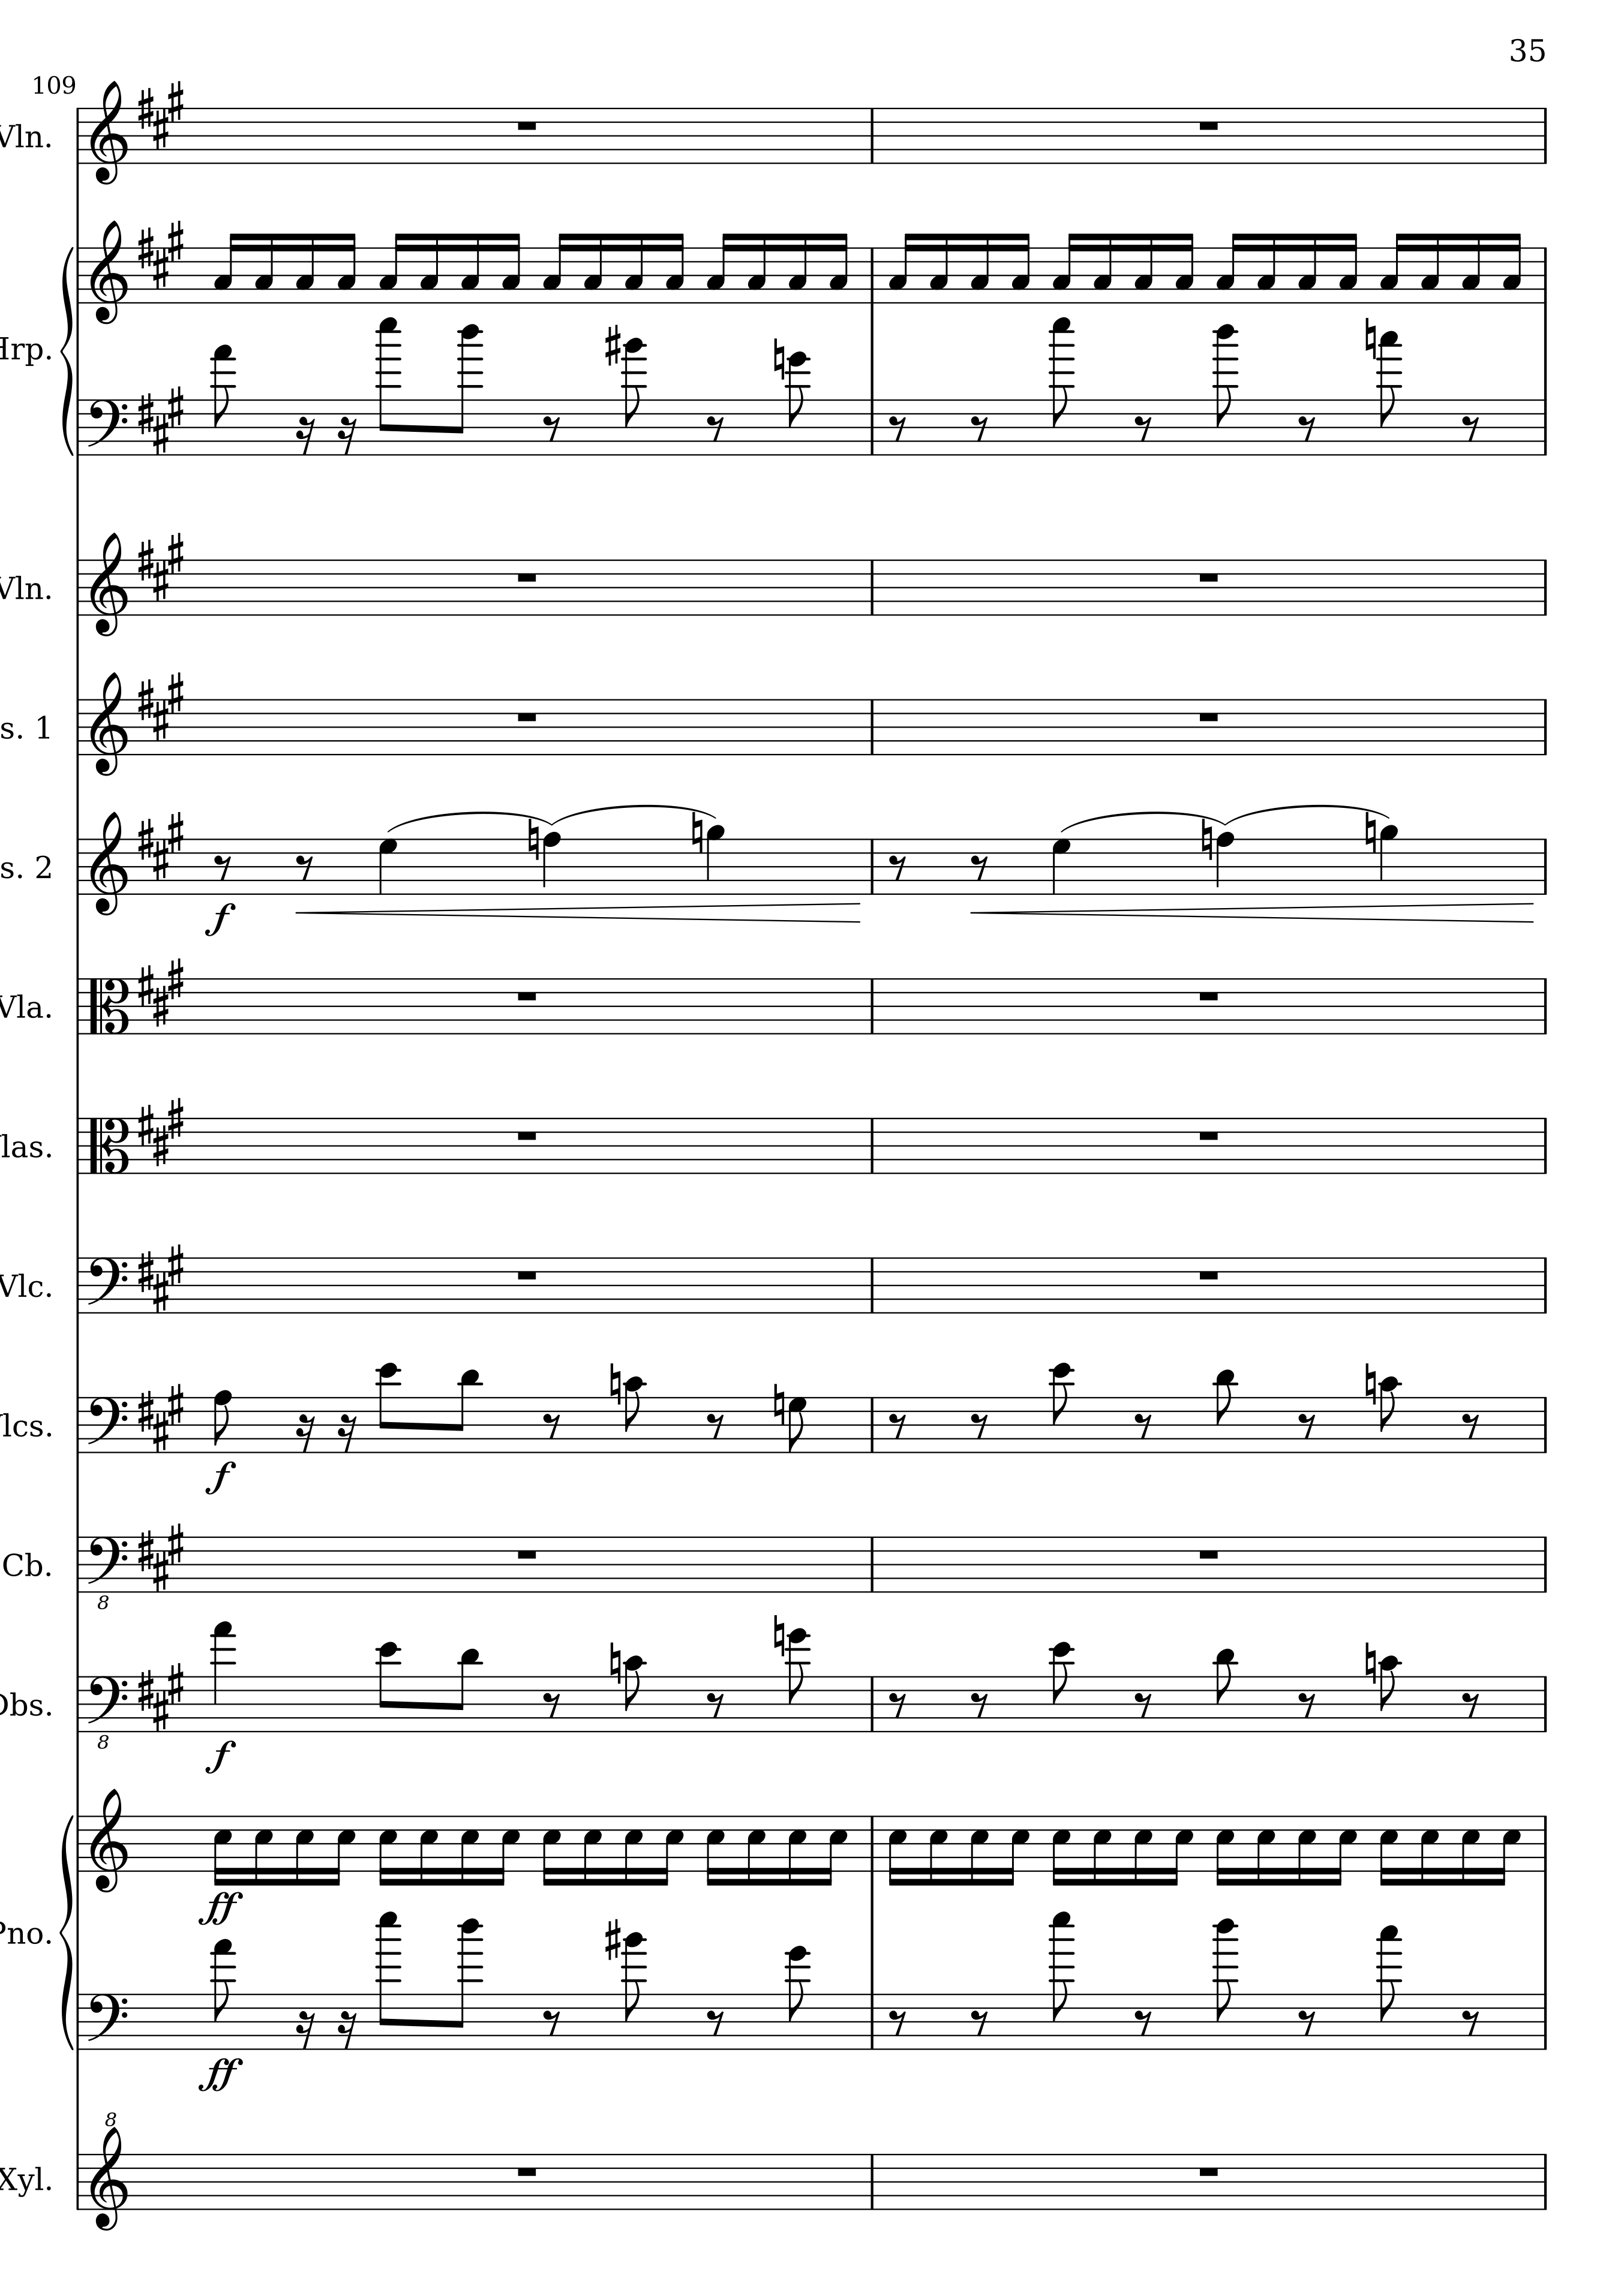 35
109
Vln.
Hrp.
Vln.
s. 1
s. 2
f
Vla.
las.
Vlc.
lcs.
f
Cb.
8
Dbs.
8
f
ff
Pno.
ff
8
Xyl.